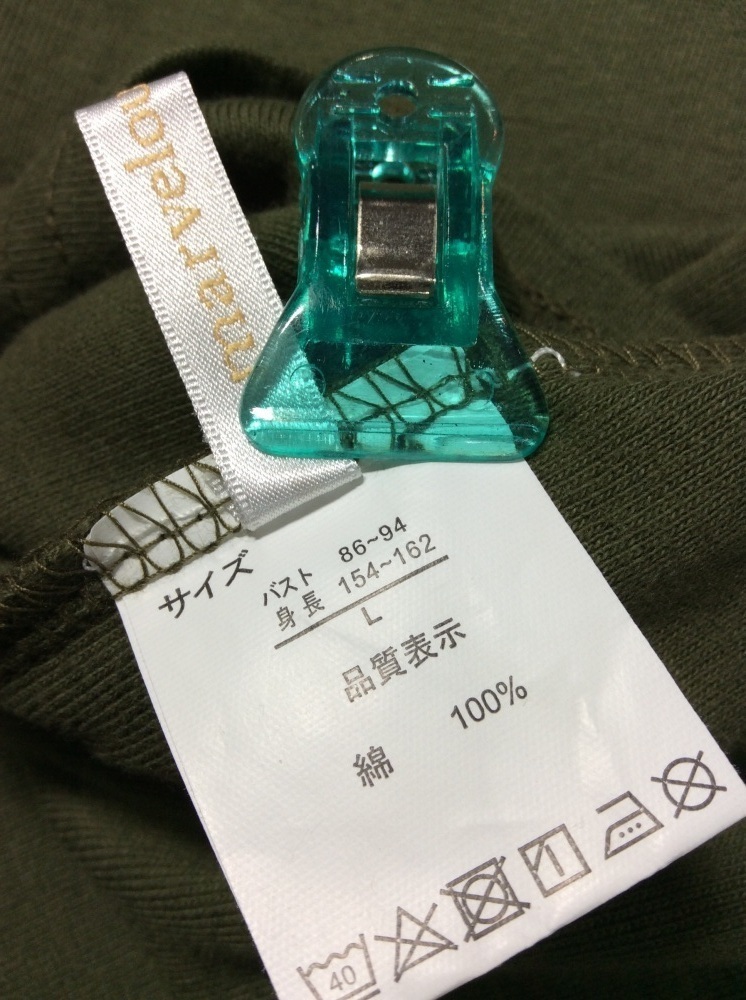 marvelou
サイズ
バスト 86~94
身長 154~162
L
品質表示
綿 100%
40